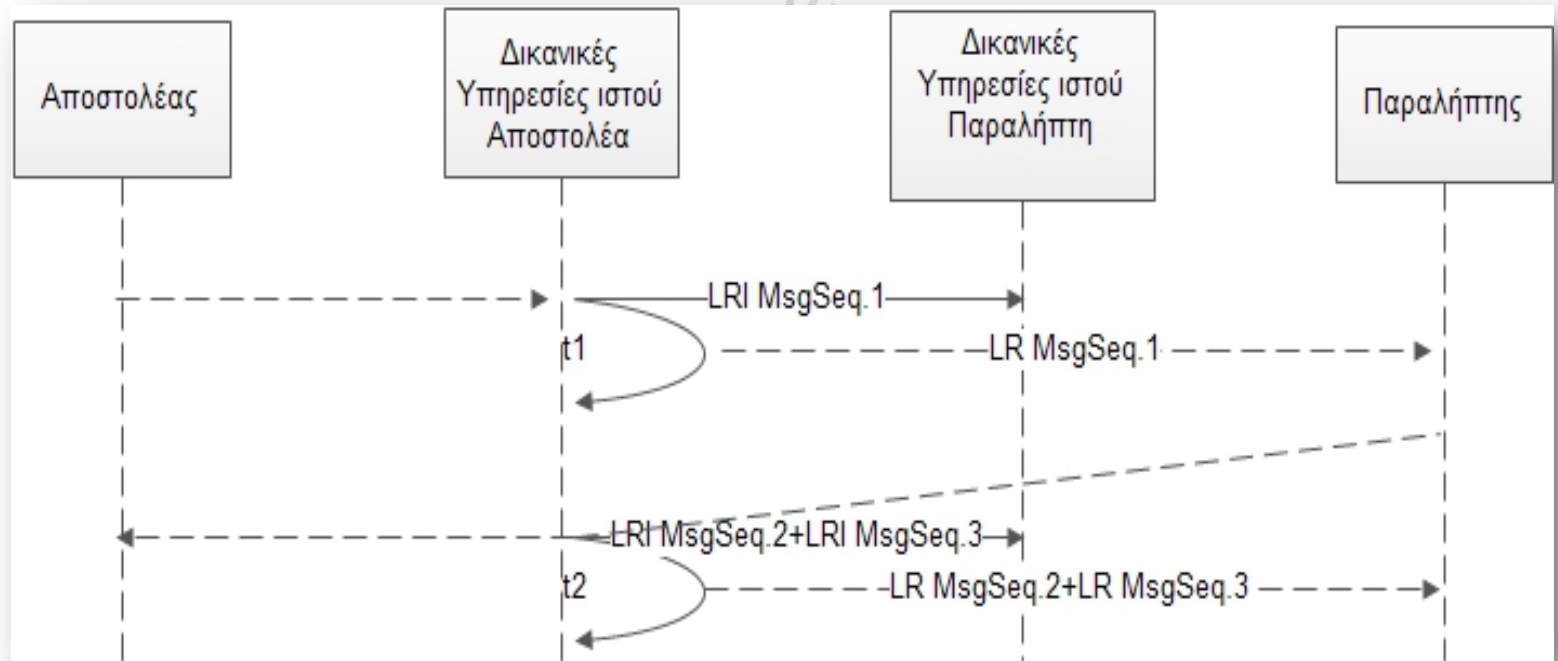 Αποστολέας
Δικανικές
Υπηρεσίες ιστού
Αποστολέα
Δικανικές
Υπηρεσίες ιστού
Παραλήπτη
Παραλήπτης
LRI MsgSeq.1
t1
LR MsgSeq.1
LRI MsgSeq.2+LRI MsgSeq.3
t2
LR MsgSeq.2+LR MsgSeq.3